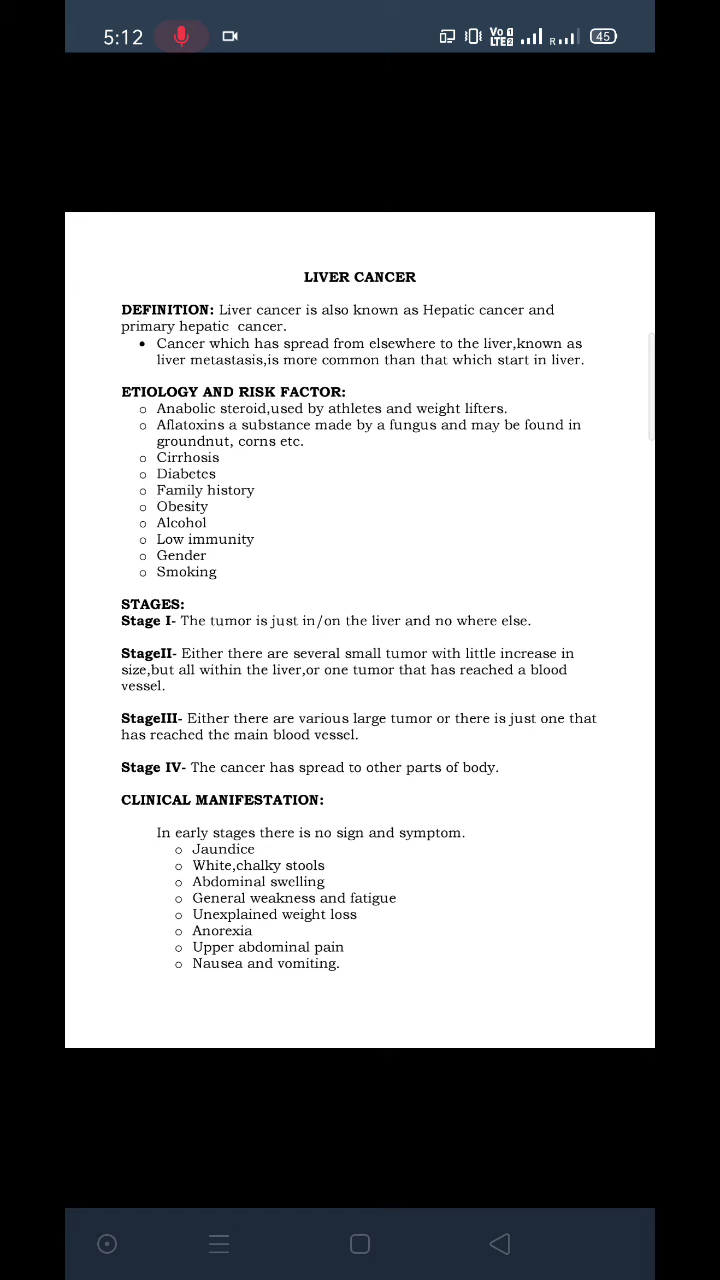 5:12
Vo 1
LTE2
R
45
LIVER CANCER
DEFINITION: Liver cancer is also known as Hepatic cancer and
primary hepatic cancer.
• Cancer which has spread from elsewhere to the liver,known as
liver metastasis,is more common than that which start in liver.
ETIOLOGY AND RISK FACTOR:
o Anabolic steroid,used by athletes and weight lifters.
o Aflatoxins a substance made by a fungus and may be found in
groundnut, corns etc.
o Cirrhosis
o Diabetes
o Family history
o Obesity
o Alcohol
o Low immunity
o Gender
o Smoking
STAGES:
Stage I- The tumor is just in/on the liver and no where else.
StageII- Either there are several small tumor with little increase in
size,but all within the liver,or one tumor that has reached a blood
vessel.
StageIII- Either there are various large tumor or there is just one that
has reached the main blood vessel.
Stage IV- The cancer has spread to other parts of body.
CLINICAL MANIFESTATION:
In early stages there is no sign and symptom.
o Jaundice
o White,chalky stools
o Abdominal swelling
o General weakness and fatigue
o Unexplained weight loss
o Anorexia
o Upper abdominal pain
o Nausea and vomiting.